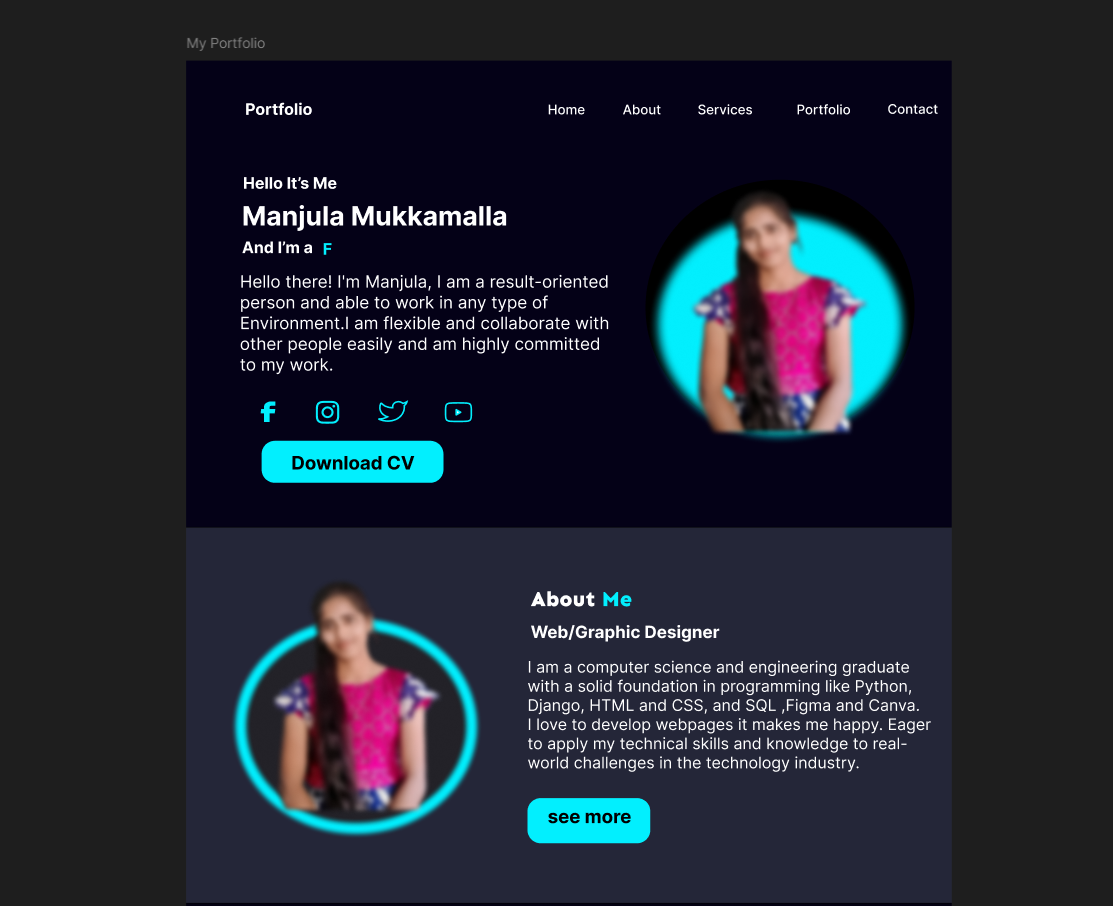 My Portfolio
Portfolio
Home About Services Portfolio Contact
Hello It’s Me
Manjula Mukkamalla
And I’m a F
Hello there! I'm Manjula, I am a result-oriented
person and able to work in any type of
Environment.I am flexible and collaborate with
other people easily and am highly committed
to my work.
Download CV
About Me
Web/Graphic Designer
I am a computer science and engineering graduate
with a solid foundation in programming like Python,
Django, HTML and CSS, and SQL ,Figma and Canva.
I love to develop webpages it makes me happy. Eager
to apply my technical skills and knowledge to real-
world challenges in the technology industry.
see more